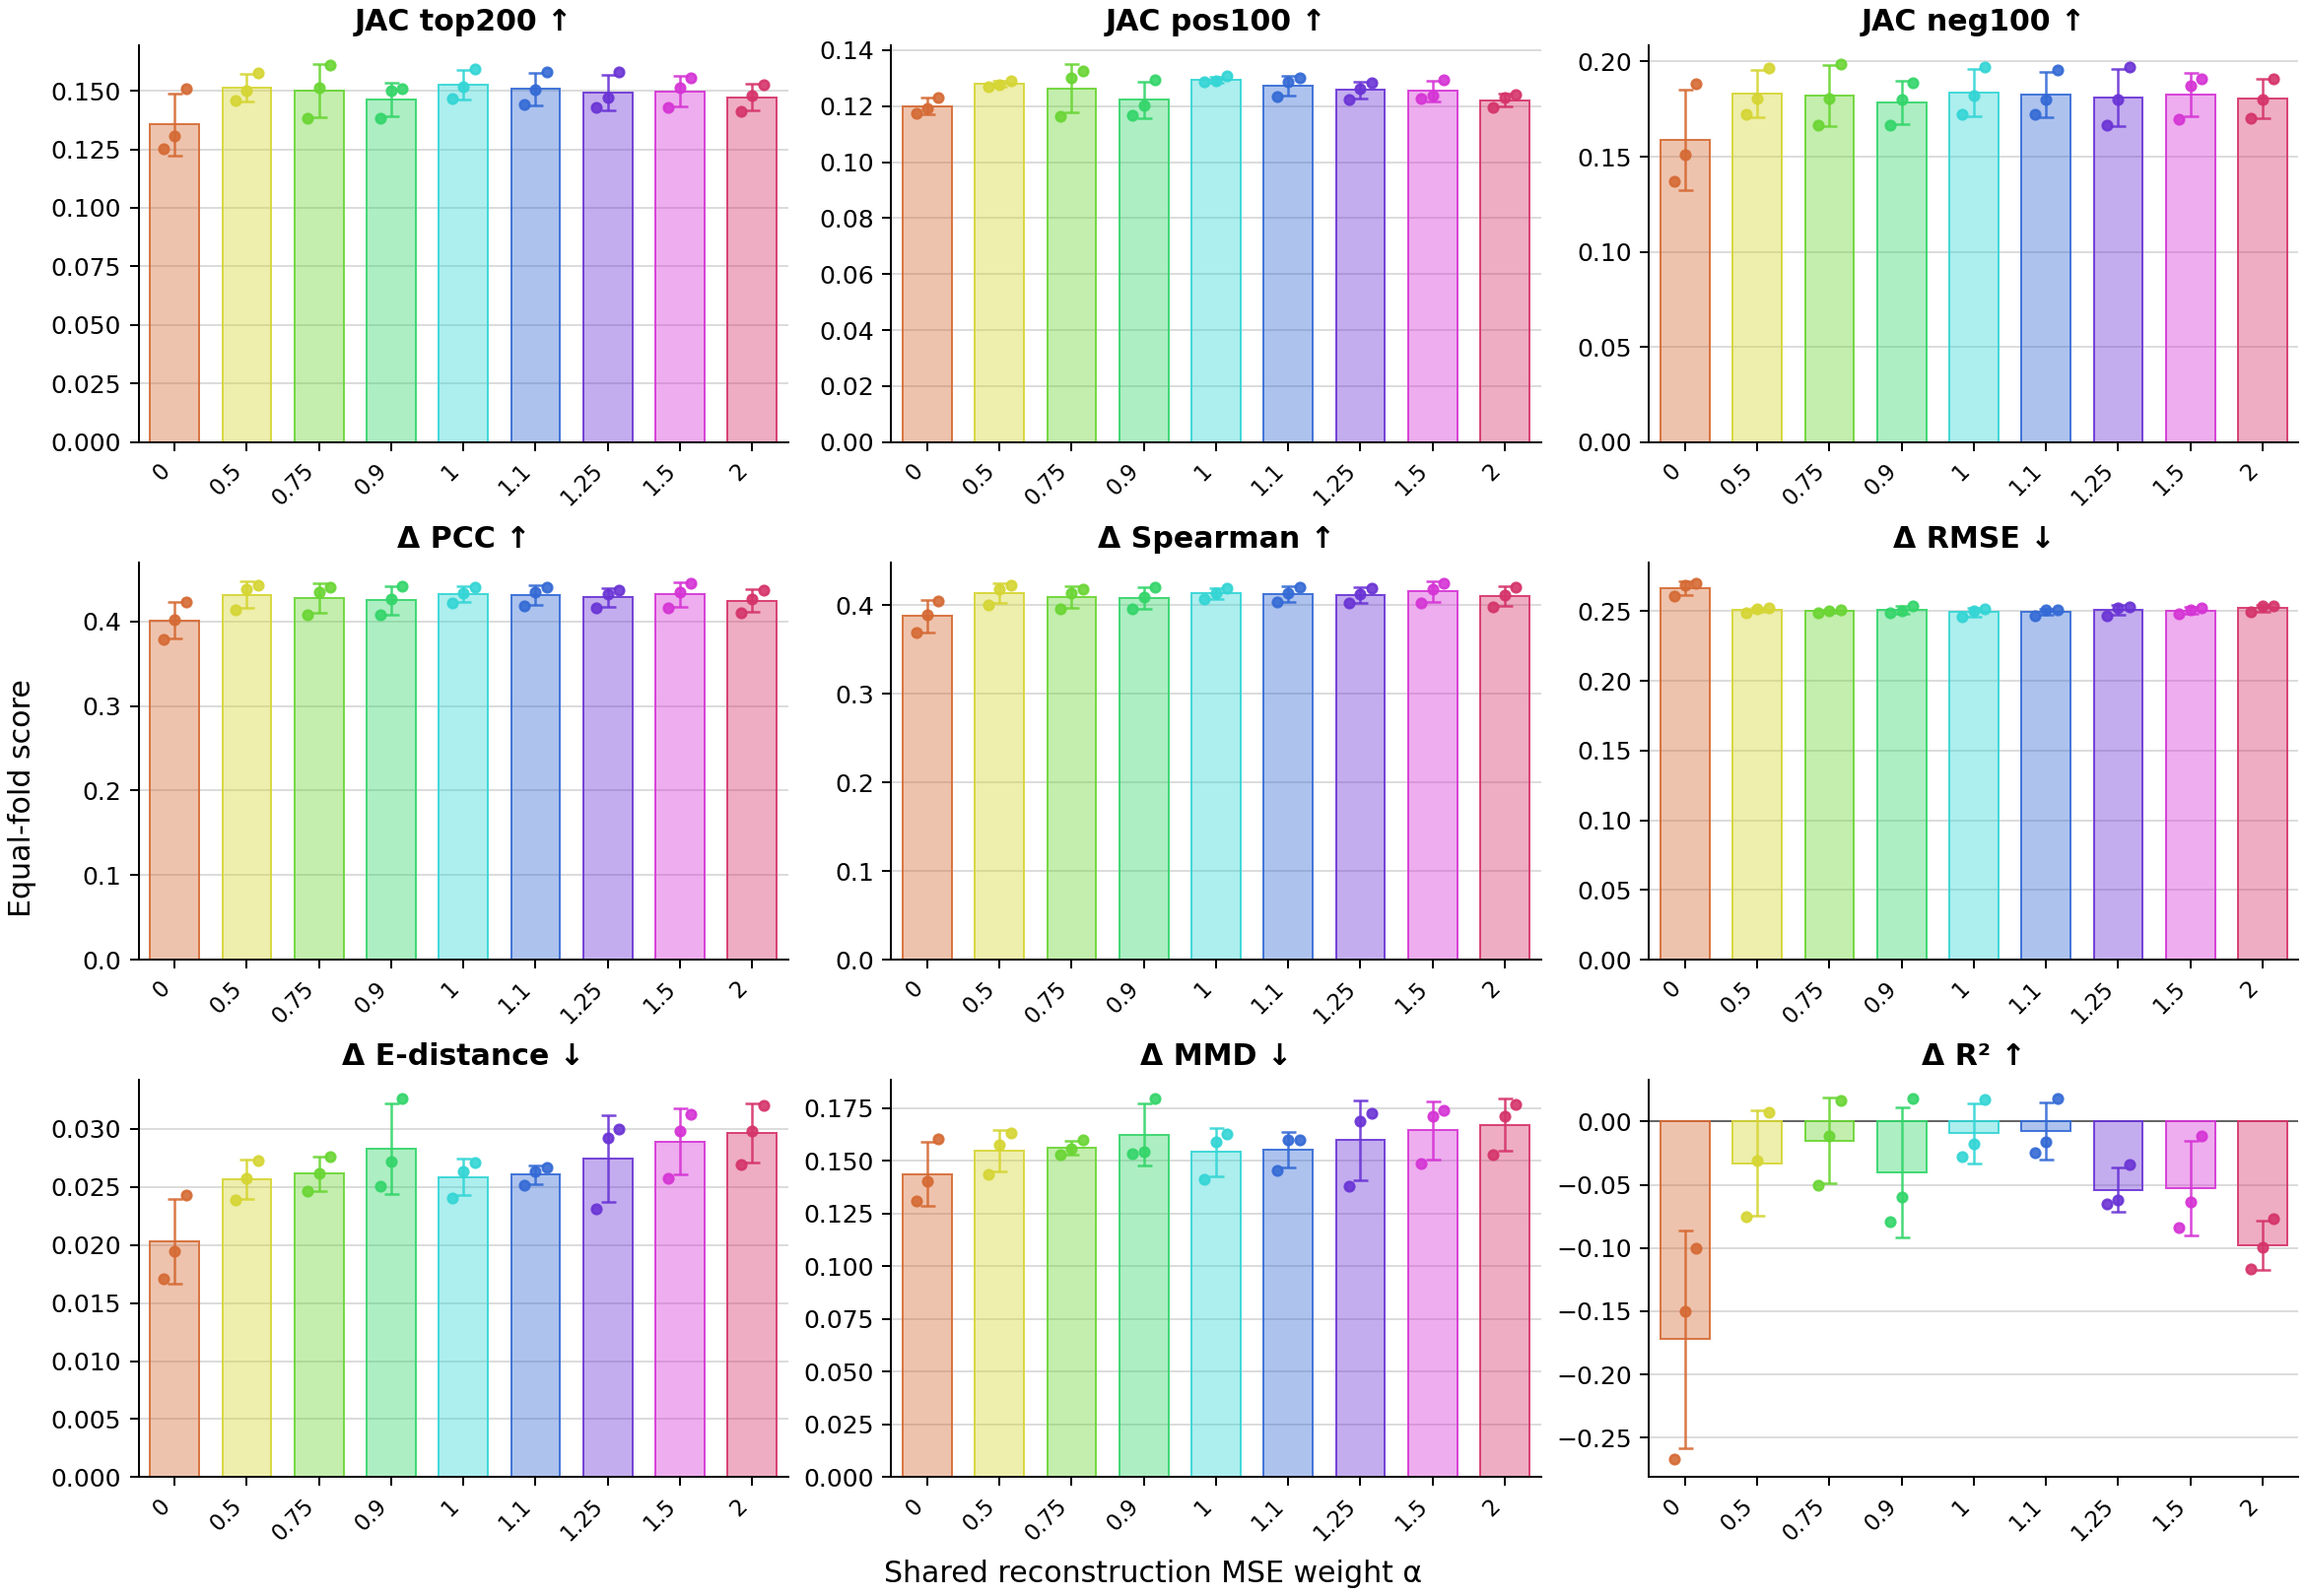 JAC top200 ↑
0.150
0.125
0.100
0.075
0.050
0.025
0.000
0 0.5 0.75 0.9 1 1.1 1.25 1.5 2
JAC pos100 ↑
0.14
0.12
0.10
0.08
0.06
0.04
0.02
0.00
0 0.5 0.75 0.9 1 1.1 1.25 1.5 2
JAC neg100 ↑
0.20
0.15
0.10
0.05
0.00
0 0.5 0.75 0.9 1 1.1 1.25 1.5 2
Equal-fold score
Δ PCC ↑
0.4
0.3
0.2
0.1
0.0
0 0.5 0.75 0.9 1 1.1 1.25 1.5 2
Δ Spearman ↑
0.4
0.3
0.2
0.1
0.0
0 0.5 0.75 0.9 1 1.1 1.25 1.5 2
Δ RMSE ↓
0.25
0.20
0.15
0.10
0.05
0.00
0 0.5 0.75 0.9 1 1.1 1.25 1.5 2
Δ E-distance ↓
0.030
0.025
0.020
0.015
0.010
0.005
0.000
0 0.5 0.75 0.9 1 1.1 1.25 1.5 2
Δ MMD ↓
0.175
0.150
0.125
0.100
0.075
0.050
0.025
0.000
0 0.5 0.75 0.9 1 1.1 1.25 1.5 2
Δ R² ↑
0.00
−0.05
−0.10
−0.15
−0.20
−0.25
0 0.5 0.75 0.9 1 1.1 1.25 1.5 2
Shared reconstruction MSE weight α